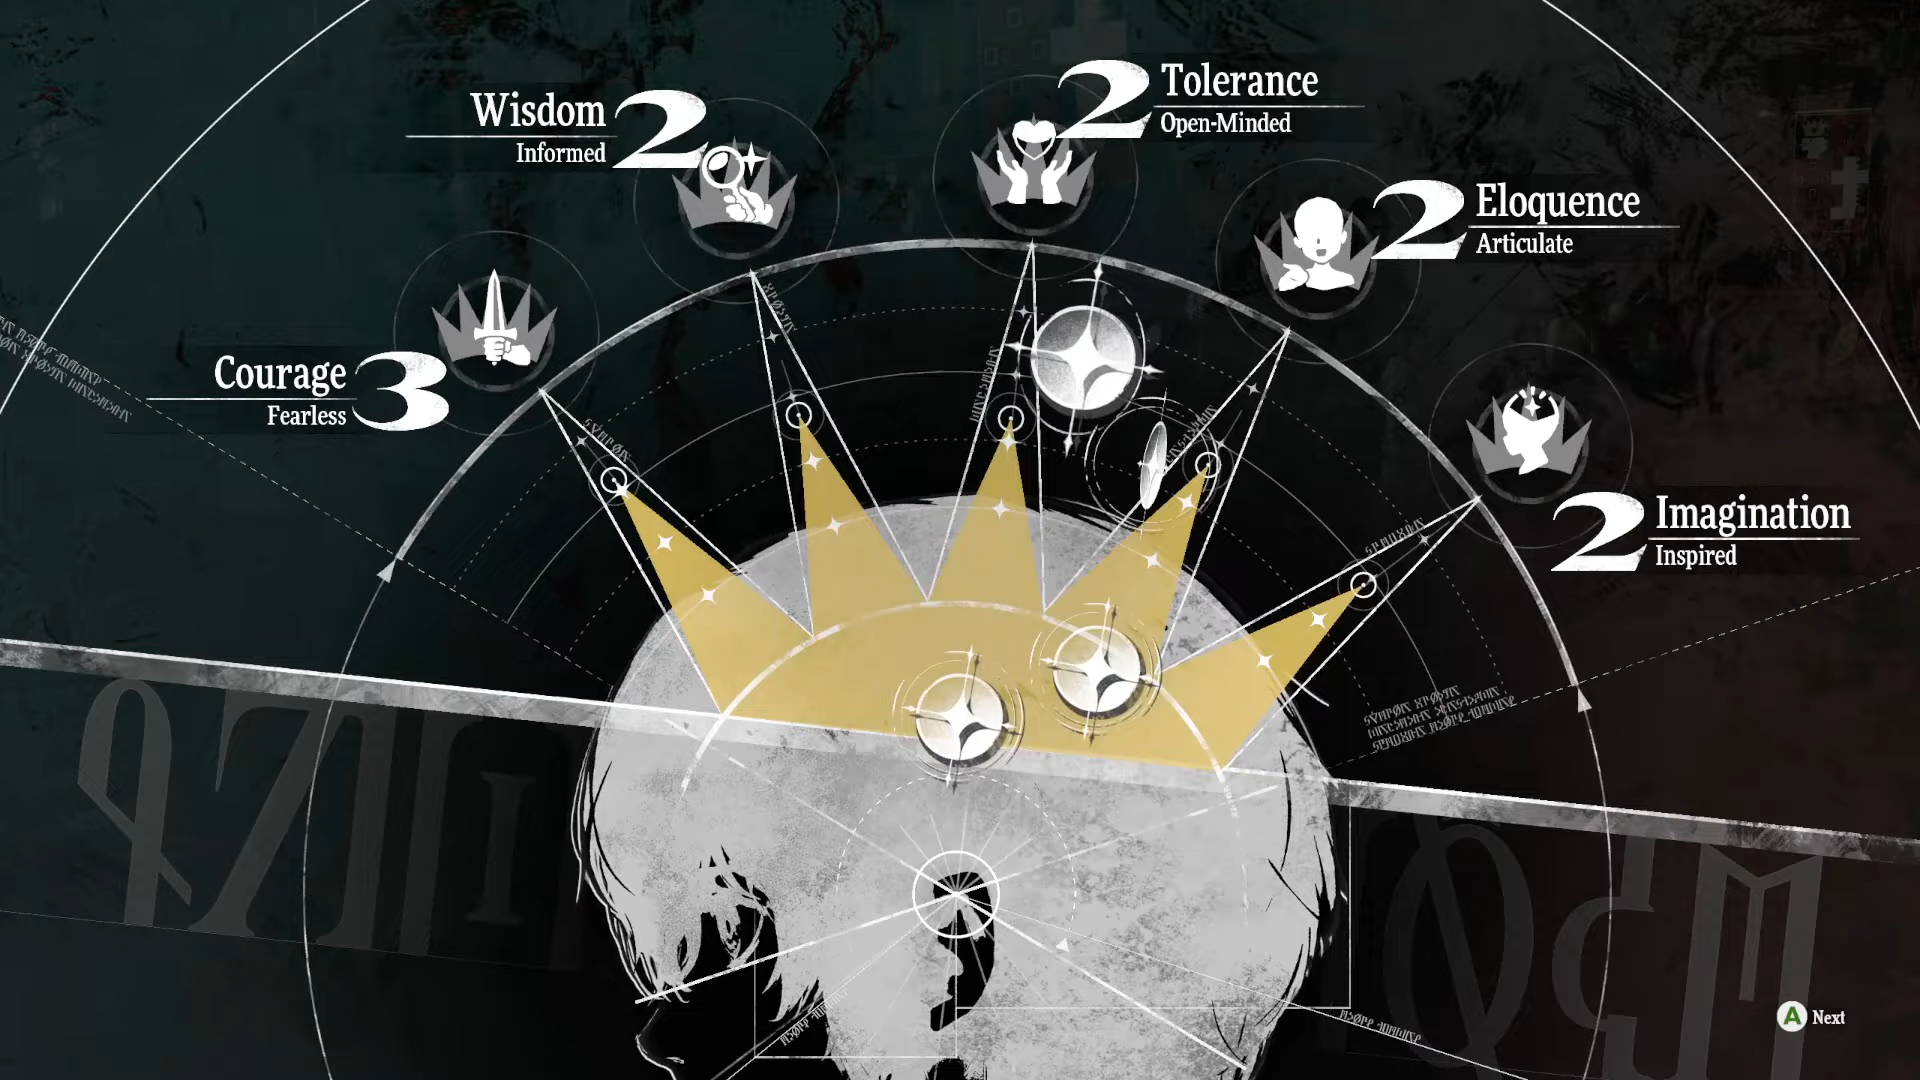 Wisdom 2
Informed
2 Tolerance
Open-Minded
2 Eloquence
Articulate
Courage 3
Fearless
2 Imagination
Inspired
A Next